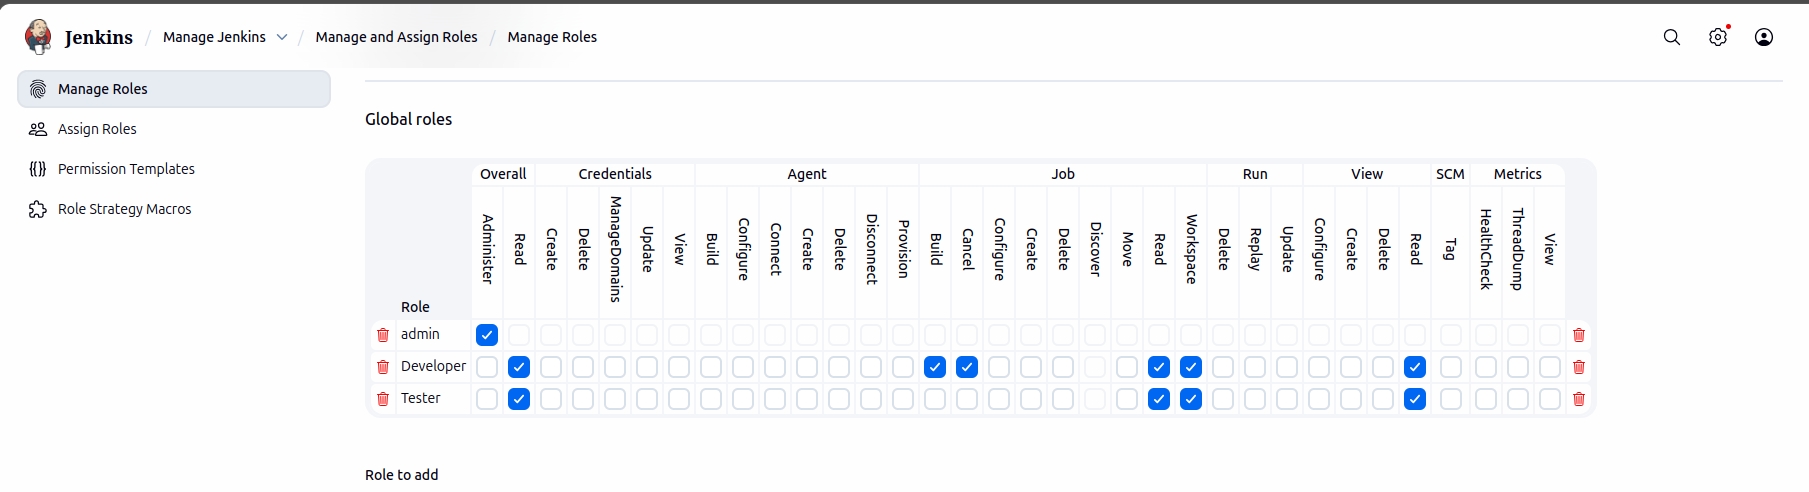 Jenkins / Manage Jenkins / Manage and Assign Roles / Manage Roles
Manage Roles
Assign Roles
Permission Templates
Role Strategy Macros
Global roles
Overall Credentials Agent Job Run View SCM Metrics
Role Administer Read Create Delete ManageDomains Update View Build Configure Connect Create Delete Disconnect Provision Build Cancel Configure Create Delete Discover Move Read Workspace Delete Replay Update Configure Create Delete Read Tag HealthCheck ThreadDump View
admin
Developer
Tester
Role to add